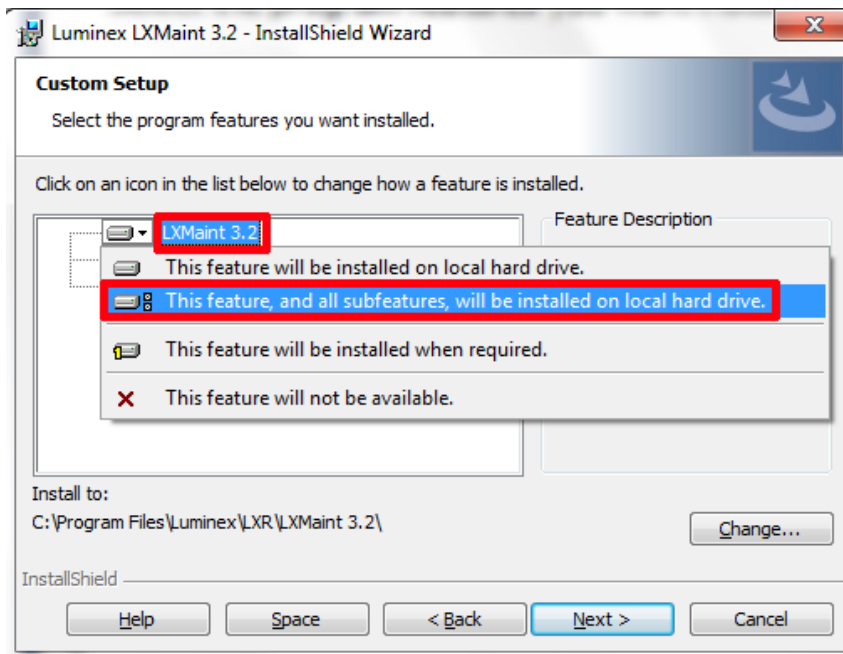 Luminex LXMaint 3.2 - InstallShield Wizard
Custom Setup
Select the program features you want installed.
Click on an icon in the list below to change how a feature is installed.
LXMaint 3.2
Feature Description
This feature will be installed on local hard drive.
This feature, and all subfeatures, will be installed on local hard drive.
This feature will be installed when required.
This feature will not be available.
Install to:
C:\Program Files\Luminex\LXR\LXMaint 3.2\
Change...
InstallShield
Help
Space
< Back
Next >
Cancel